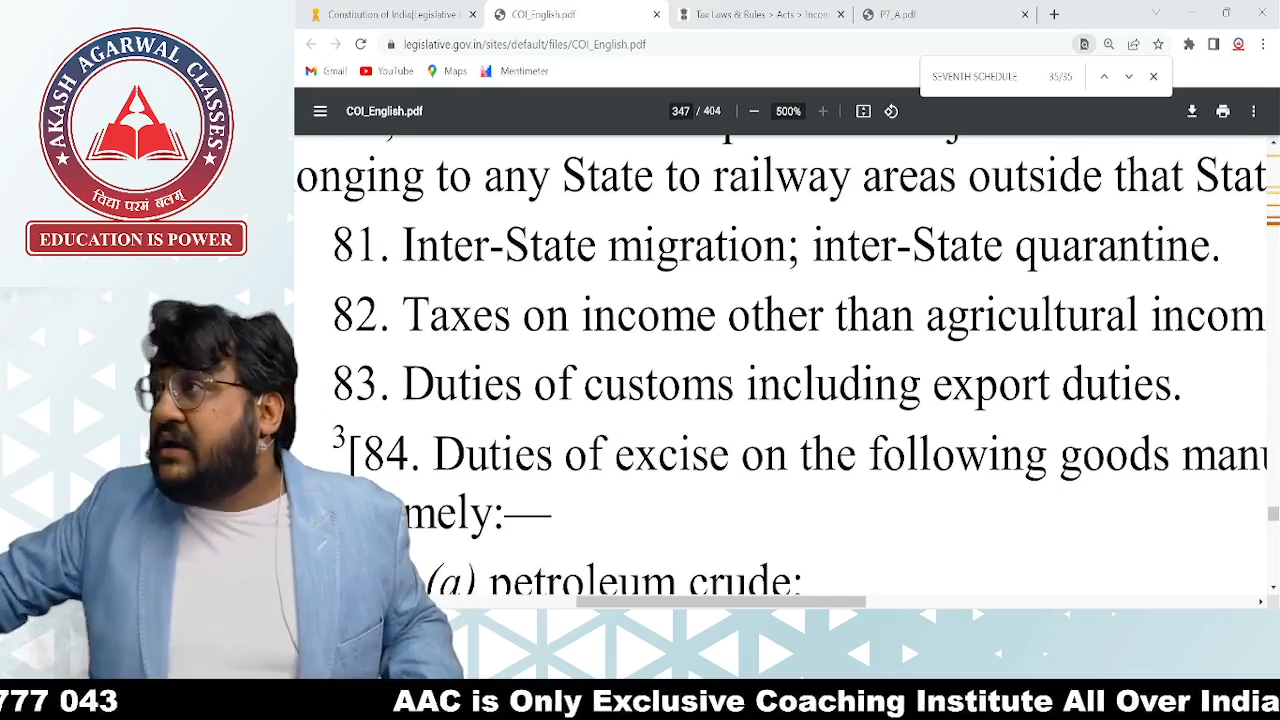 AKASH AGARWAL CLASSES
विद्या परमं बलम्
EDUCATION IS POWER
Constitution of India|Legislative
COI_English.pdf
Tax Laws & Rules > Acts > Incom
P7_A.pdf
legislative.gov.in/sites/default/files/COI_English.pdf
Gmail
YouTube
Maps
Mentimeter
SEVENTH SCHEDULE 35/35
COI_English.pdf
347 / 404
500%
onging to any State to railway areas outside that Stat
81. Inter-State migration; inter-State quarantine.
82. Taxes on income other than agricultural incom
83. Duties of customs including export duties.
3[84. Duties of excise on the following goods manu
mely:—
(a) petroleum crude;
777 043
AAC is Only Exclusive Coaching Institute All Over India